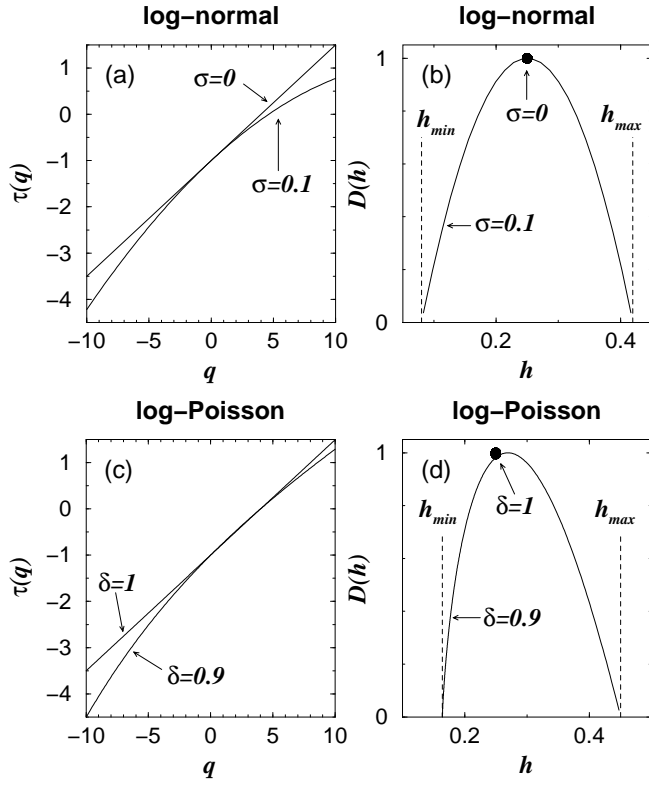 log−normal
log−normal
(a)
σ=0
σ=0.1
τ(q)
1
0
−1
−2
−3
−4
−10
−5
0
5
10
q
(b)
h_min
σ=0
h_max
σ=0.1
D(h)
1
0
0.2
0.4
h
log−Poisson
log−Poisson
(c)
δ=1
δ=0.9
τ(q)
1
0
−1
−2
−3
−4
−10
−5
0
5
10
q
(d)
h_min
δ=1
h_max
δ=0.9
D(h)
1
0
0.2
0.4
h